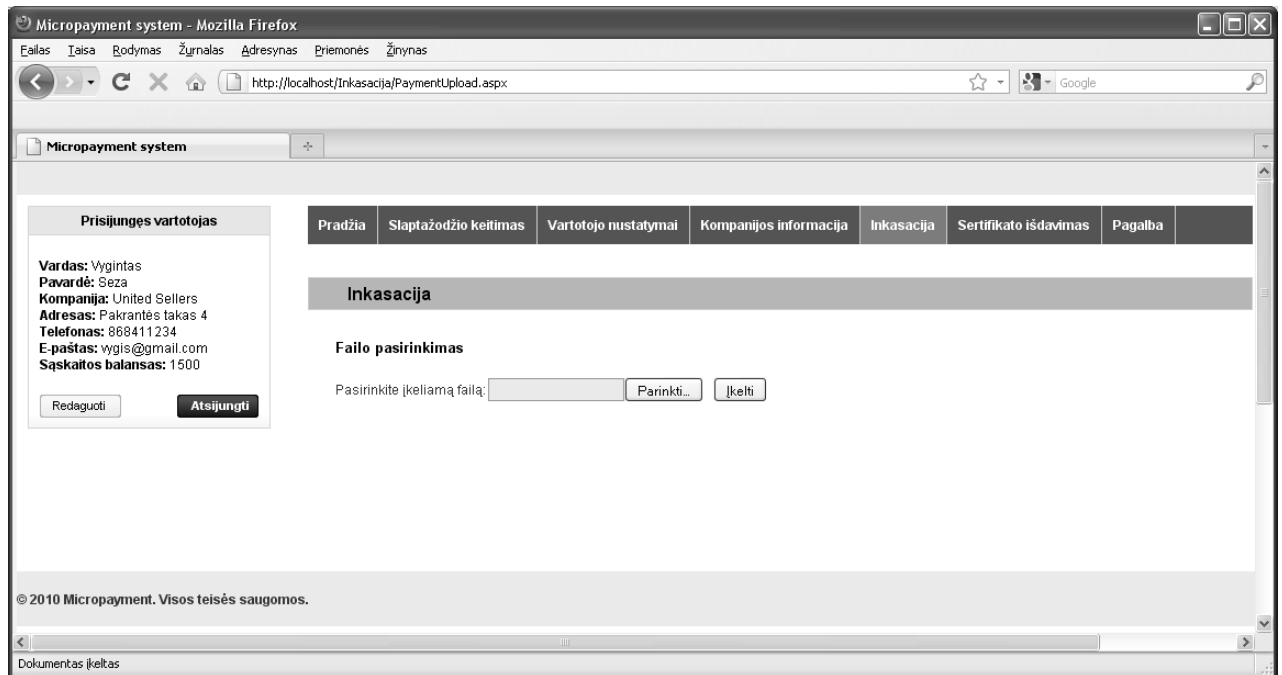 Micropayment system - Mozilla Firefox
Failas Taisa Rodymas Žurnalas Adresynas Priemonės Žinynas
http://localhost/Inkasacija/PaymentUpload.aspx Google
Micropayment system
Prisijungęs vartotojas
Pradžia Slaptažodžio keitimas Vartotojo nustatymai Kompanijos informacija Inkasacija Sertifikato išdavimas Pagalba
Vardas: Vygintas
Pavardė: Seza
Kompanija: United Sellers
Adresas: Pakrantės takas 4
Telefonas: 868411234
E-paštas: vygis@gmail.com
Sąskaitos balansas: 1500
Redaguoti Atsijungti
Inkasacija
Failo pasirinkimas
Pasirinkite įkeliamą failą: Parinkti... Įkelti
© 2010 Micropayment. Visos teisės saugomos.
Dokumentas įkeltas